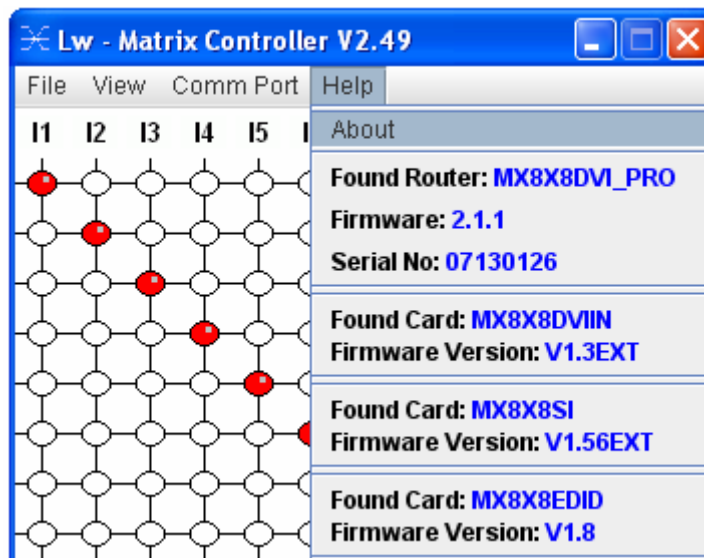 Lw - Matrix Controller V2.49
File View Comm Port Help
I1 I2 I3 I4 I5
About
Found Router: MX8X8DVI_PRO
Firmware: 2.1.1
Serial No: 07130126
Found Card: MX8X8DVIIN
Firmware Version: V1.3EXT
Found Card: MX8X8SI
Firmware Version: V1.56EXT
Found Card: MX8X8EDID
Firmware Version: V1.8